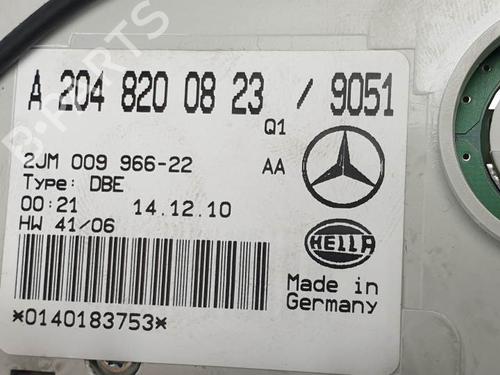 A 204 820 08 23 / 9051
Q1
2JM 009 966-22 AA
Type: DBE
00:21 14.12.10
HW 41/06
HELLA
Made in
Germany
*0140183753*
B-PARTS